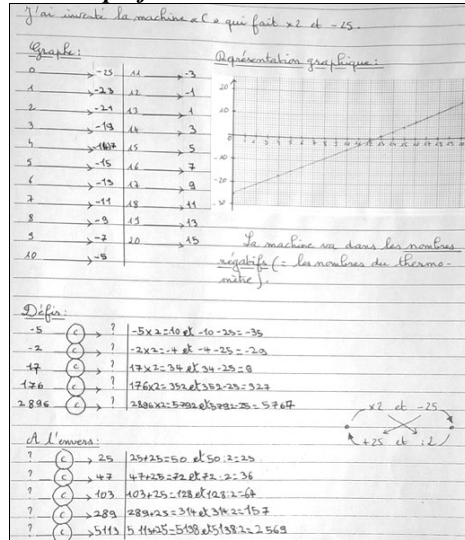 J'ai inventé la machine « C » qui fait ×2 et -25.
Graphe :
Représentation graphique :
0 → -25 | 11 → -3
1 → -23 | 12 → -1
2 → -21 | 13 → 1
3 → -19 | 14 → 3
4 → -17 | 15 → 5
5 → -15 | 16 → 7
6 → -13 | 17 → 9
7 → -11 | 18 → 11
8 → -9 | 19 → 13
9 → -7 | 20 → 15
10 → -5
20
10
0
-10
-20
-30
La machine va dans les nombres
négatifs (= les nombres du thermo-
mètre).
Défis :
-5 → C → ? | -5×2=10 et -10-25=-35
-2 → C → ? | -2×2=-4 et -4-25=-29
17 → C → ? | 17×2=34 et 34-25=9
176 → C → ? | 176×2=352 et 352-25=327
2896 → C → ? | 2896×2=5792 et 5792-25=5767
×2 et -25
+25 et :2
A l'envers :
? → C → 25 | 25+25=50 et 50:2=25
? → C → 47 | 47+25=72 et 72:2=36
? → C → 103 | 103+25=128 et 128:2=64
? → C → 289 | 289+25=314 et 314:2=157
? → C → 5113 | 5113+25=5138 et 5138:2=2569